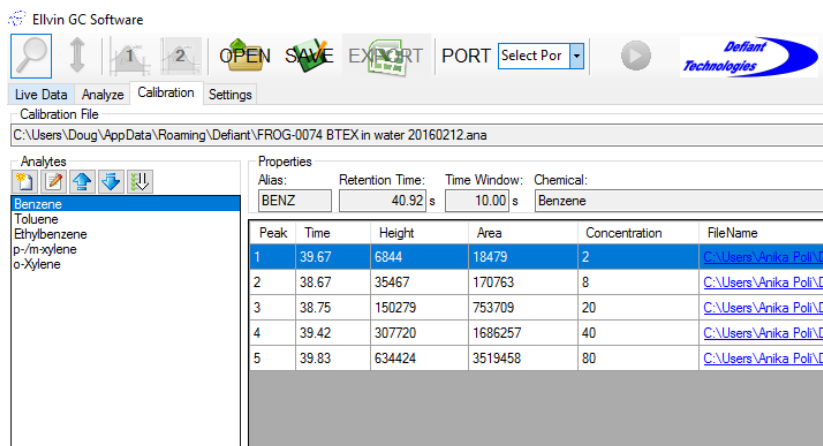 Ellvin GC Software
1 2 OPEN SAVE EXPORT PORT Select Por Defiant Technologies
Live Data Analyze Calibration Settings
Calibration File
C:\Users\Doug\AppData\Roaming\Defiant\FROG-0074 BTEX in water 20160212.ana
Analytes
Benzene
Toluene
Ethylbenzene
p-/m-xylene
o-Xylene
Properties
Alias: Retention Time: Time Window: Chemical:
BENZ 40.92 s 10.00 s Benzene
Peak Time Height Area Concentration FileName
1 39.67 6844 18479 2 C:\Users\Anika Poli\D
2 38.67 35467 170763 8 C:\Users\Anika Poli\D
3 38.75 150279 753709 20 C:\Users\Anika Poli\D
4 39.42 307720 1686257 40 C:\Users\Anika Poli\D
5 39.83 634424 3519458 80 C:\Users\Anika Poli\D